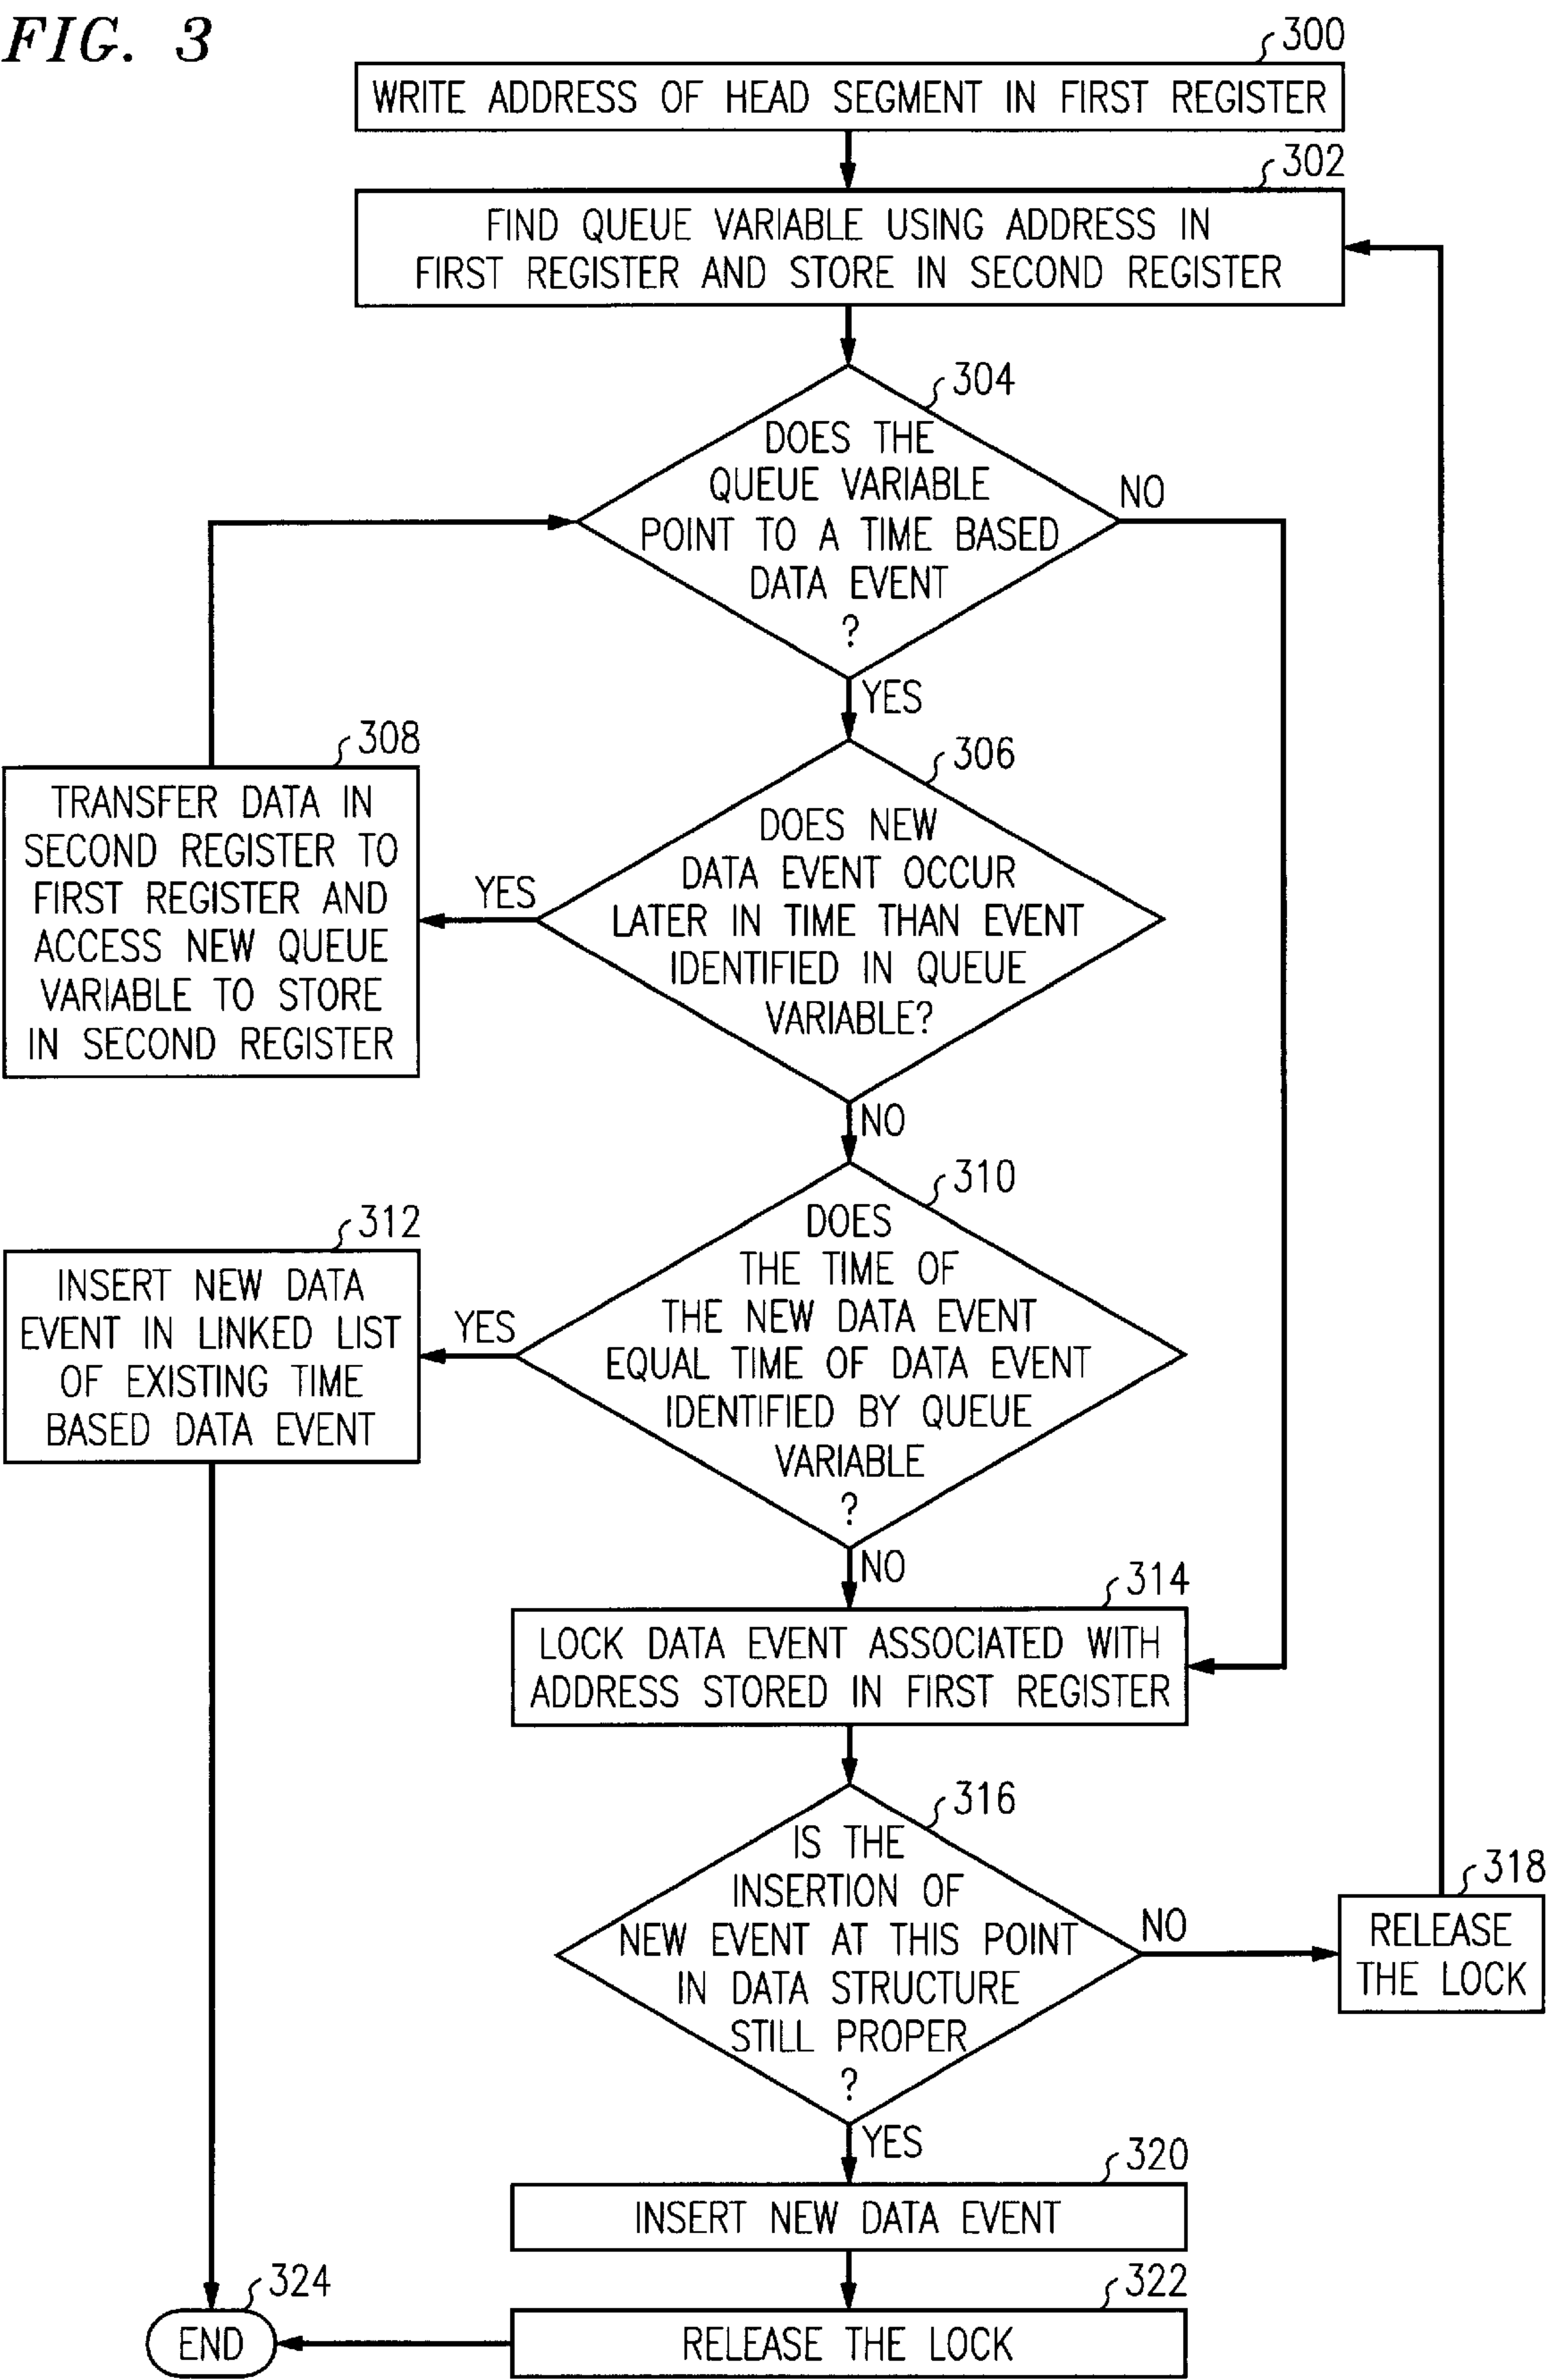 FIG. 3
300
WRITE ADDRESS OF HEAD SEGMENT IN FIRST REGISTER
302
FIND QUEUE VARIABLE USING ADDRESS IN
FIRST REGISTER AND STORE IN SECOND REGISTER
304
DOES THE
QUEUE VARIABLE
POINT TO A TIME BASED
DATA EVENT
?
NO
YES
306
DOES NEW
DATA EVENT OCCUR
LATER IN TIME THAN EVENT
IDENTIFIED IN QUEUE
VARIABLE?
YES
308
TRANSFER DATA IN
SECOND REGISTER TO
FIRST REGISTER AND
ACCESS NEW QUEUE
VARIABLE TO STORE
IN SECOND REGISTER
NO
310
DOES
THE TIME OF
THE NEW DATA EVENT
EQUAL TIME OF DATA EVENT
IDENTIFIED BY QUEUE
VARIABLE
?
YES
312
INSERT NEW DATA
EVENT IN LINKED LIST
OF EXISTING TIME
BASED DATA EVENT
NO
314
LOCK DATA EVENT ASSOCIATED WITH
ADDRESS STORED IN FIRST REGISTER
316
IS THE
INSERTION OF
NEW EVENT AT THIS POINT
IN DATA STRUCTURE
STILL PROPER
?
NO
318
RELEASE
THE LOCK
YES
320
INSERT NEW DATA EVENT
322
RELEASE THE LOCK
324
END